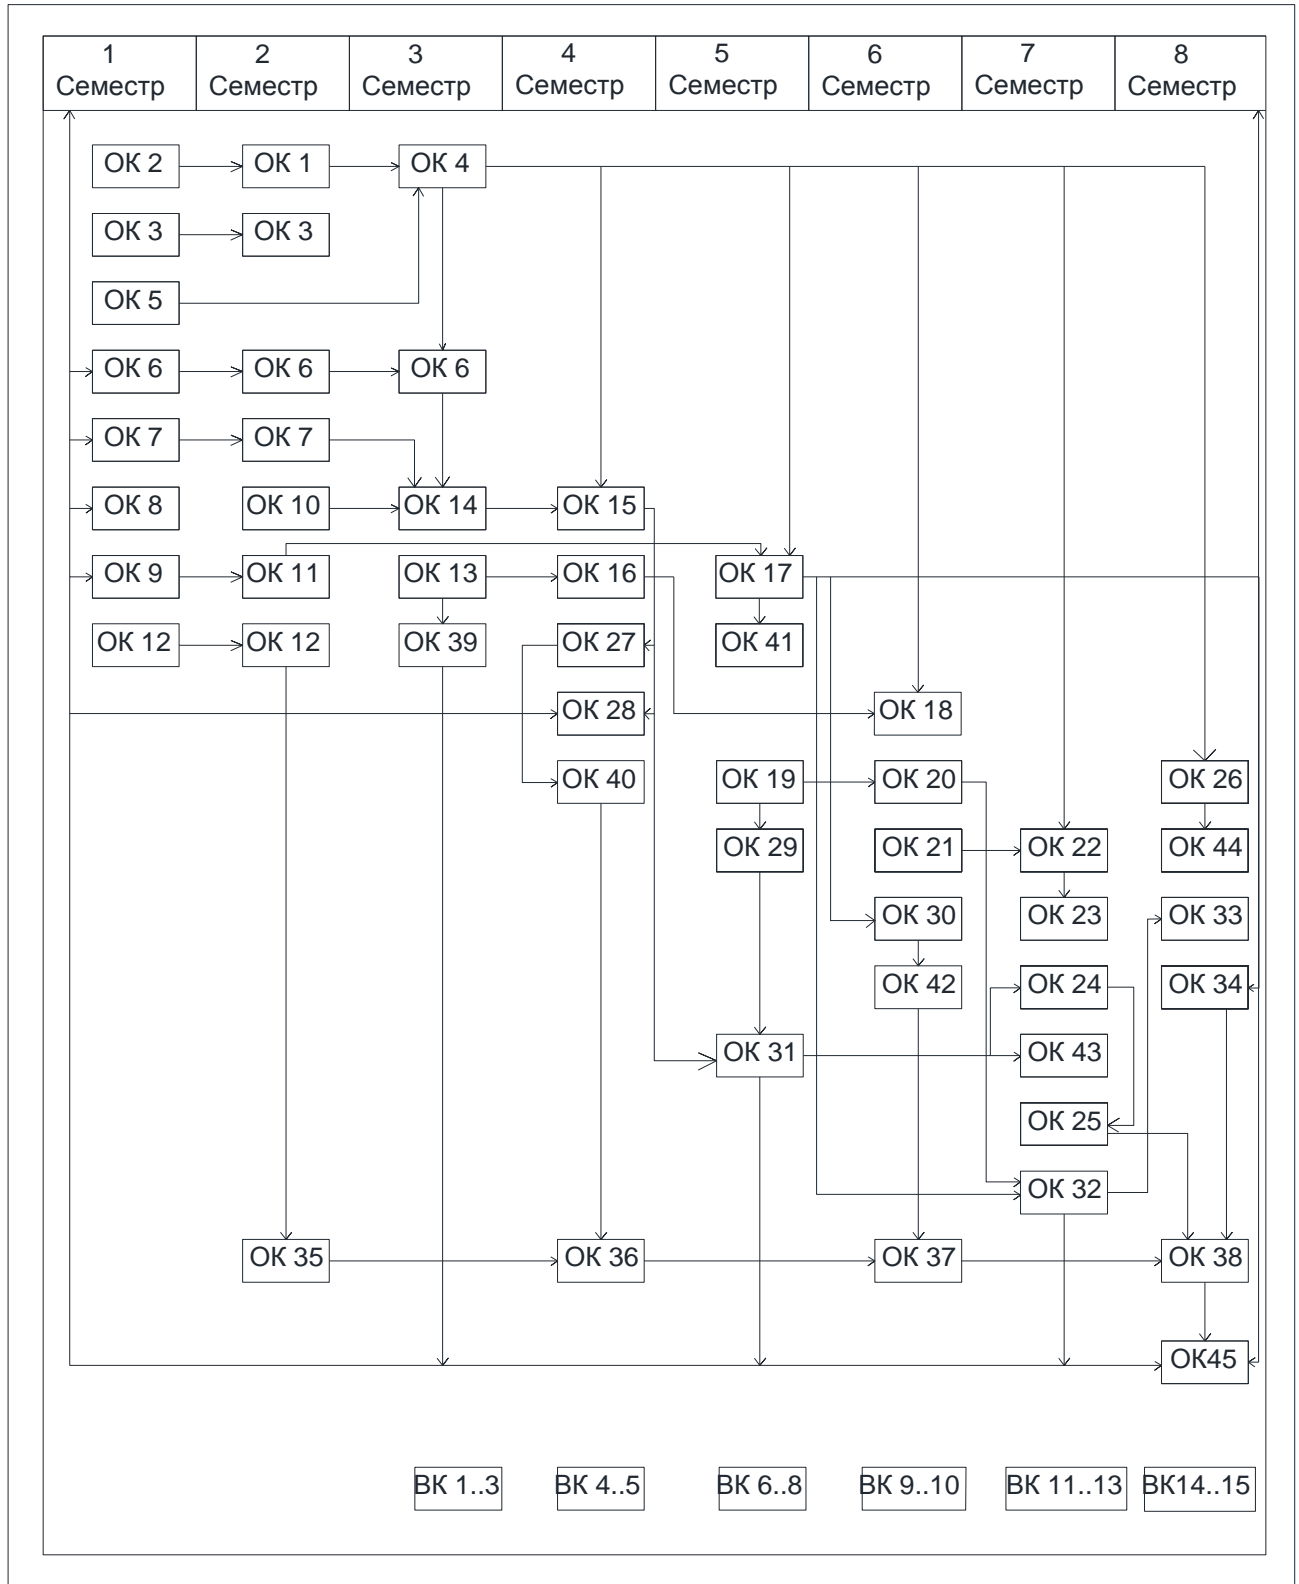 1 2 3 4 5 6 7 8
Семестр Семестр Семестр Семестр Семестр Семестр Семестр Семестр
ОК 2 ОК 1 ОК 4
ОК 3 ОК 3
ОК 5
ОК 6 ОК 6 ОК 6
ОК 7 ОК 7
ОК 8 ОК 10 ОК 14 ОК 15
ОК 9 ОК 11 ОК 13 ОК 16 ОК 17
ОК 12 ОК 12 ОК 39 ОК 27 ОК 41
ОК 28 ОК 18
ОК 40 ОК 19 ОК 20 ОК 26
ОК 29 ОК 21 ОК 22 ОК 44
ОК 30 ОК 23 ОК 33
ОК 42 ОК 24 ОК 34
ОК 31 ОК 43
ОК 25
ОК 32
ОК 35 ОК 36 ОК 37 ОК 38
ОК45
ВК 1..3 ВК 4..5 ВК 6..8 ВК 9..10 ВК 11..13 ВК14..15